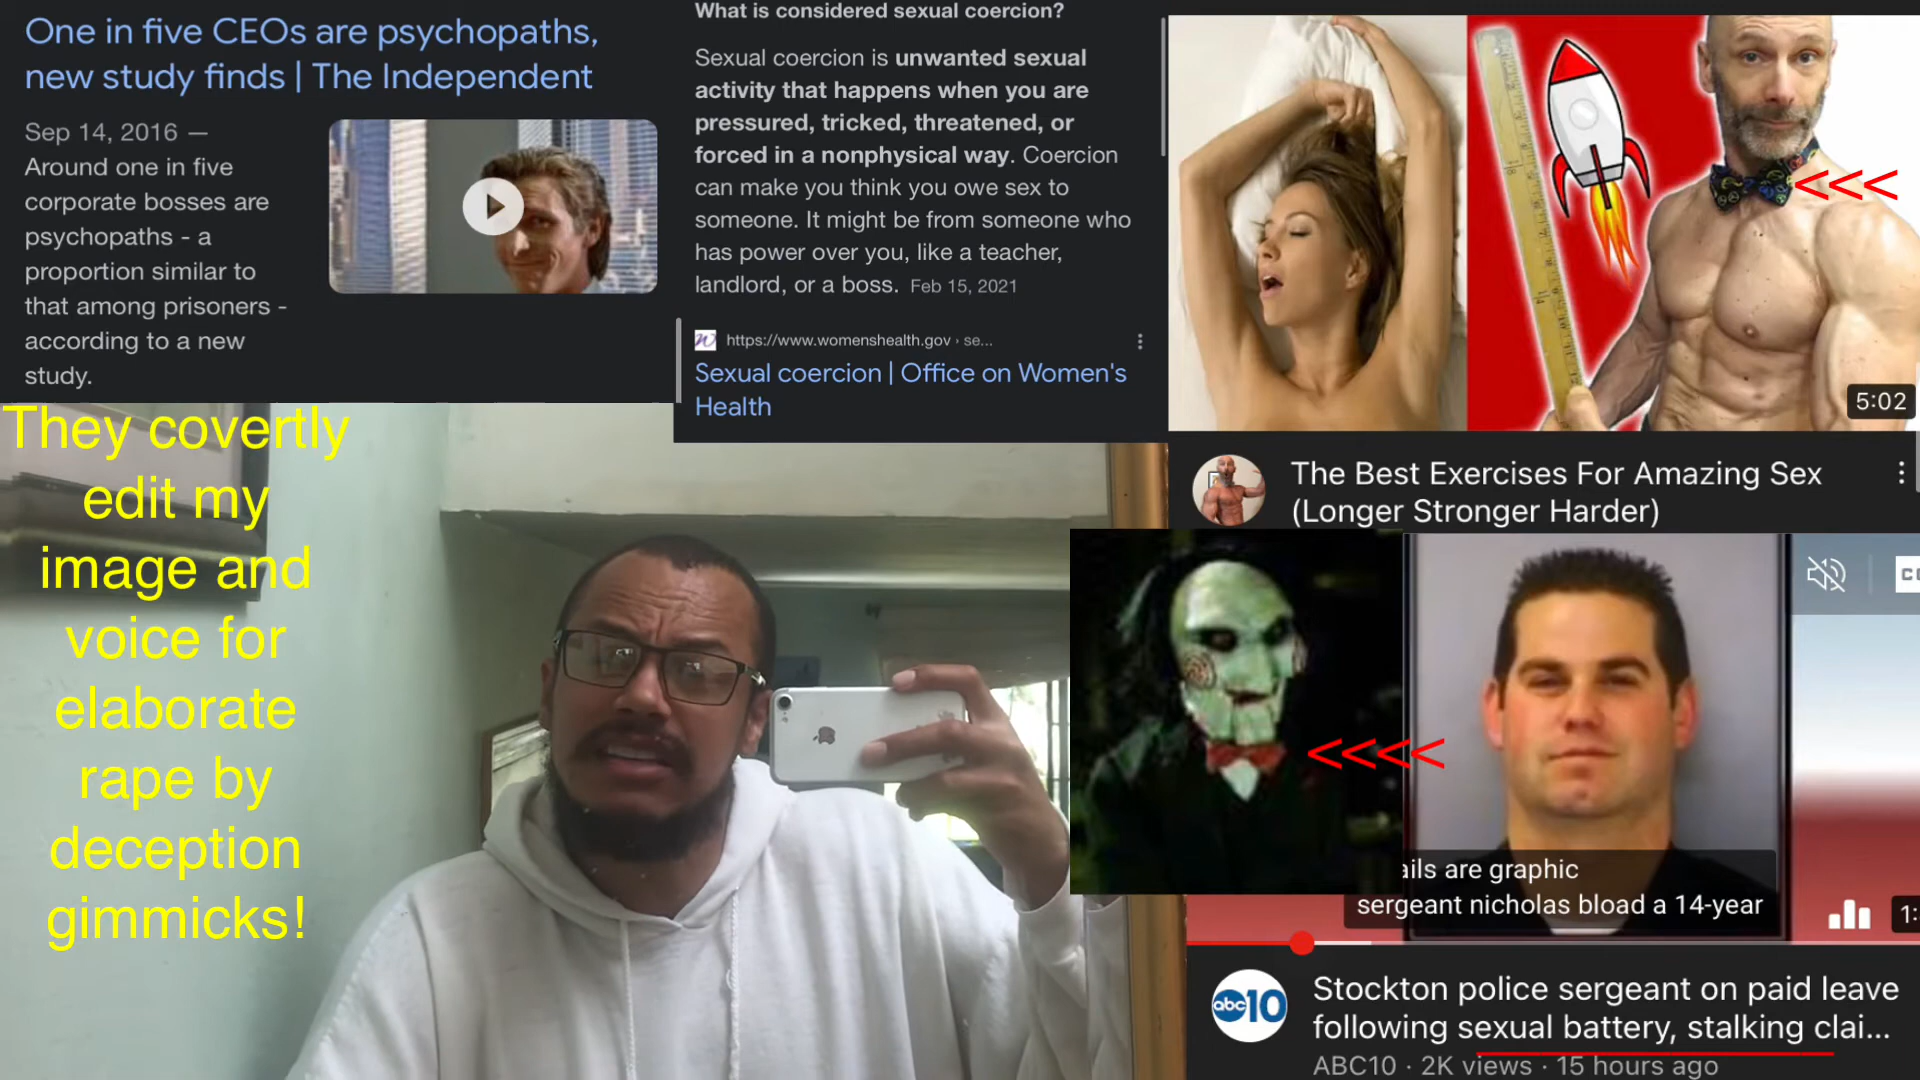 One in five CEOs are psychopaths,
new study finds | The Independent
Sep 14, 2016 —
Around one in five
corporate bosses are
psychopaths - a
proportion similar to
that among prisoners -
according to a new
study.
What is considered sexual coercion?
Sexual coercion is unwanted sexual
activity that happens when you are
pressured, tricked, threatened, or
forced in a nonphysical way. Coercion
can make you think you owe sex to
someone. It might be from someone who
has power over you, like a teacher,
landlord, or a boss. Feb 15, 2021
https://www.womenshealth.gov › se...
Sexual coercion | Office on Women's
Health
<<<
5:02
The Best Exercises For Amazing Sex
(Longer Stronger Harder)
They covertly
edit my
image and
voice for
elaborate
rape by
deception
gimmicks!
<<<<
ails are graphic
sergeant nicholas bload a 14-year
1:
abc10
Stockton police sergeant on paid leave
following sexual battery, stalking clai...
ABC10 · 2K views · 15 hours ago